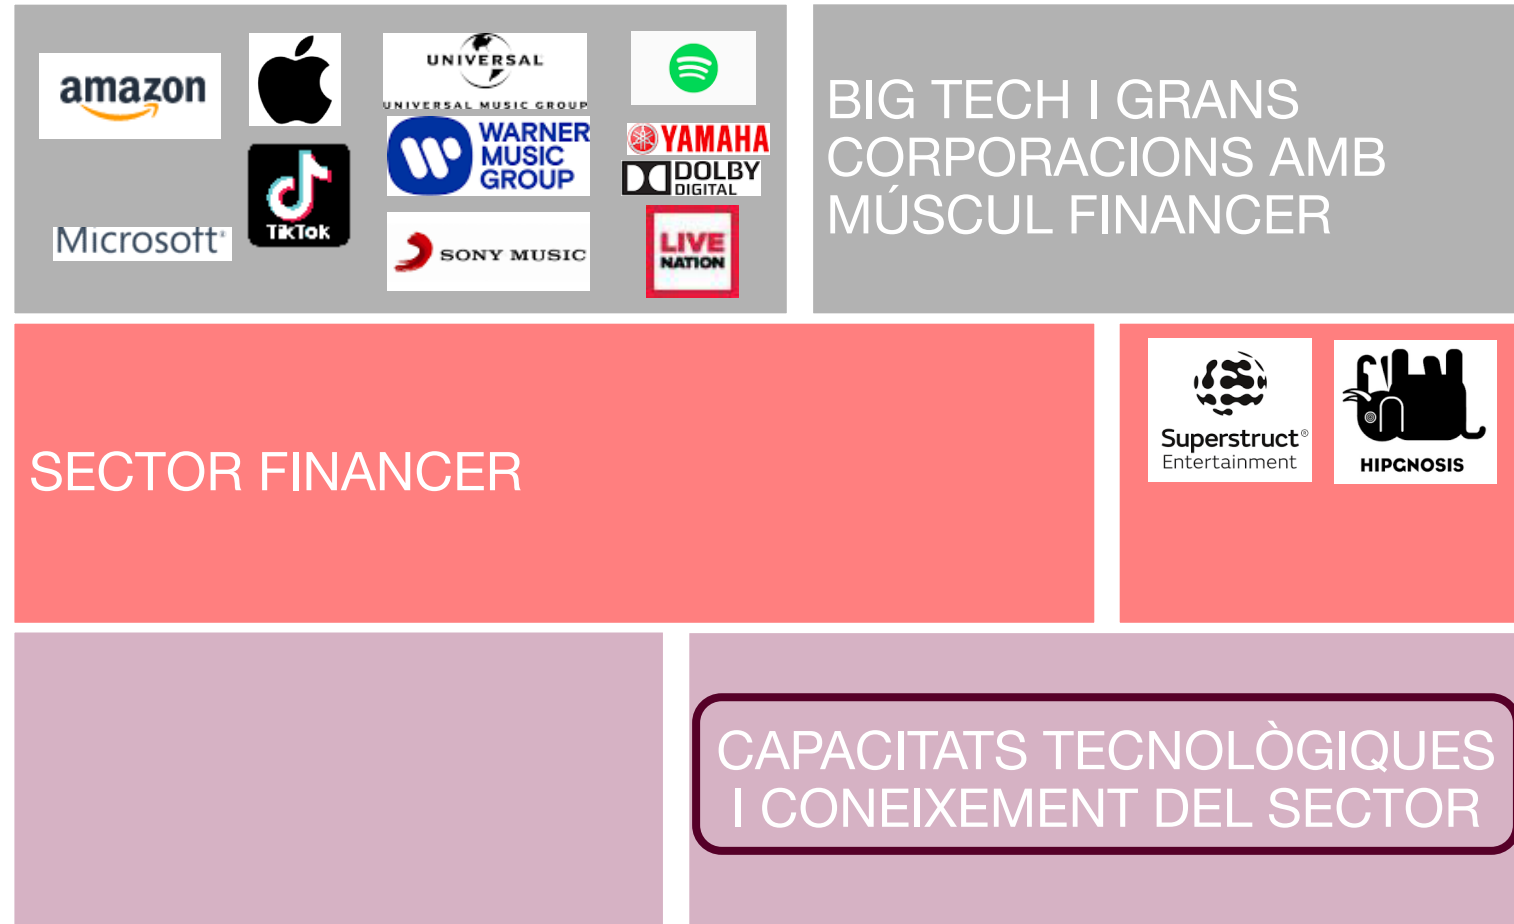 amazon
UNIVERSAL
UNIVERSAL MUSIC GROUP
WARNER
MUSIC
GROUP
YAMAHA
DOLBY
DIGITAL
TikTok
Microsoft
SONY MUSIC
LIVE
NATION
BIG TECH I GRANS
CORPORACIONS AMB
MÚSCUL FINANCER
SECTOR FINANCER
Superstruct®
Entertainment
HIPGNOSIS
CAPACITATS TECNOLÒGIQUES
I CONEIXEMENT DEL SECTOR